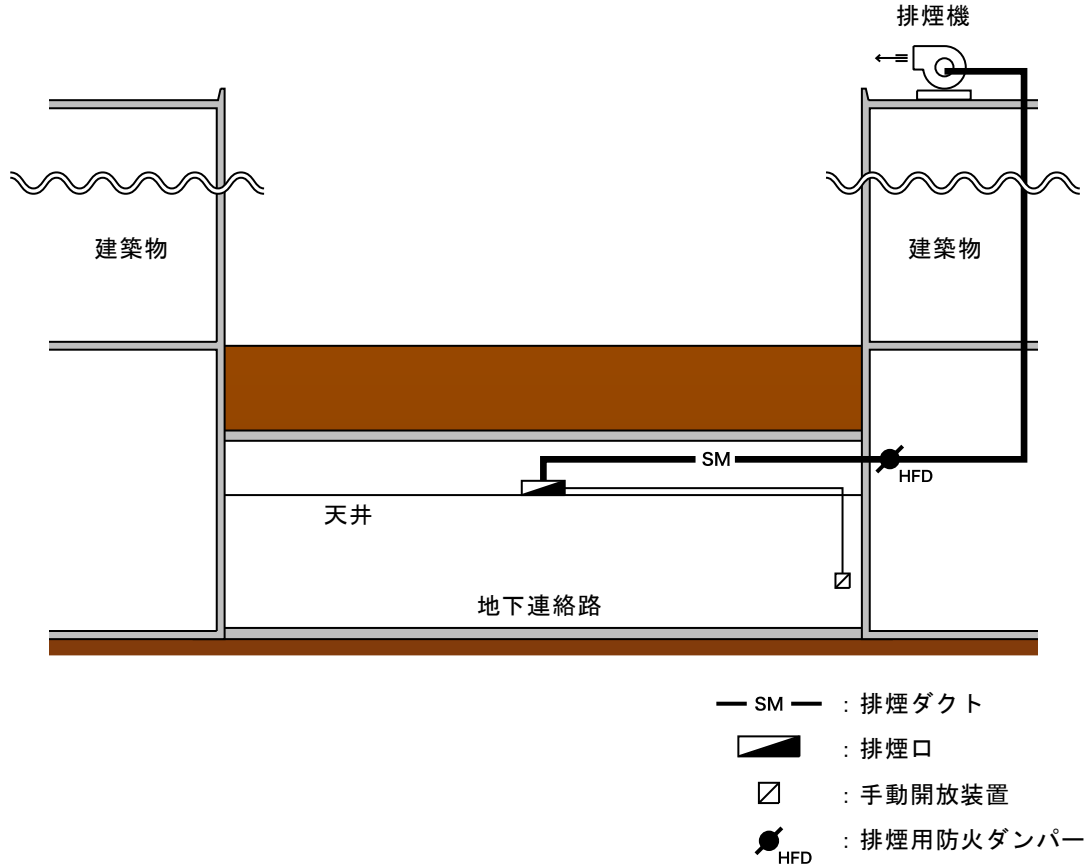 排煙機
建築物
建築物
SM
HFD
天井
地下連絡路
SM : 排煙ダクト
: 排煙口
: 手動開放装置
HFD : 排煙用防火ダンパー